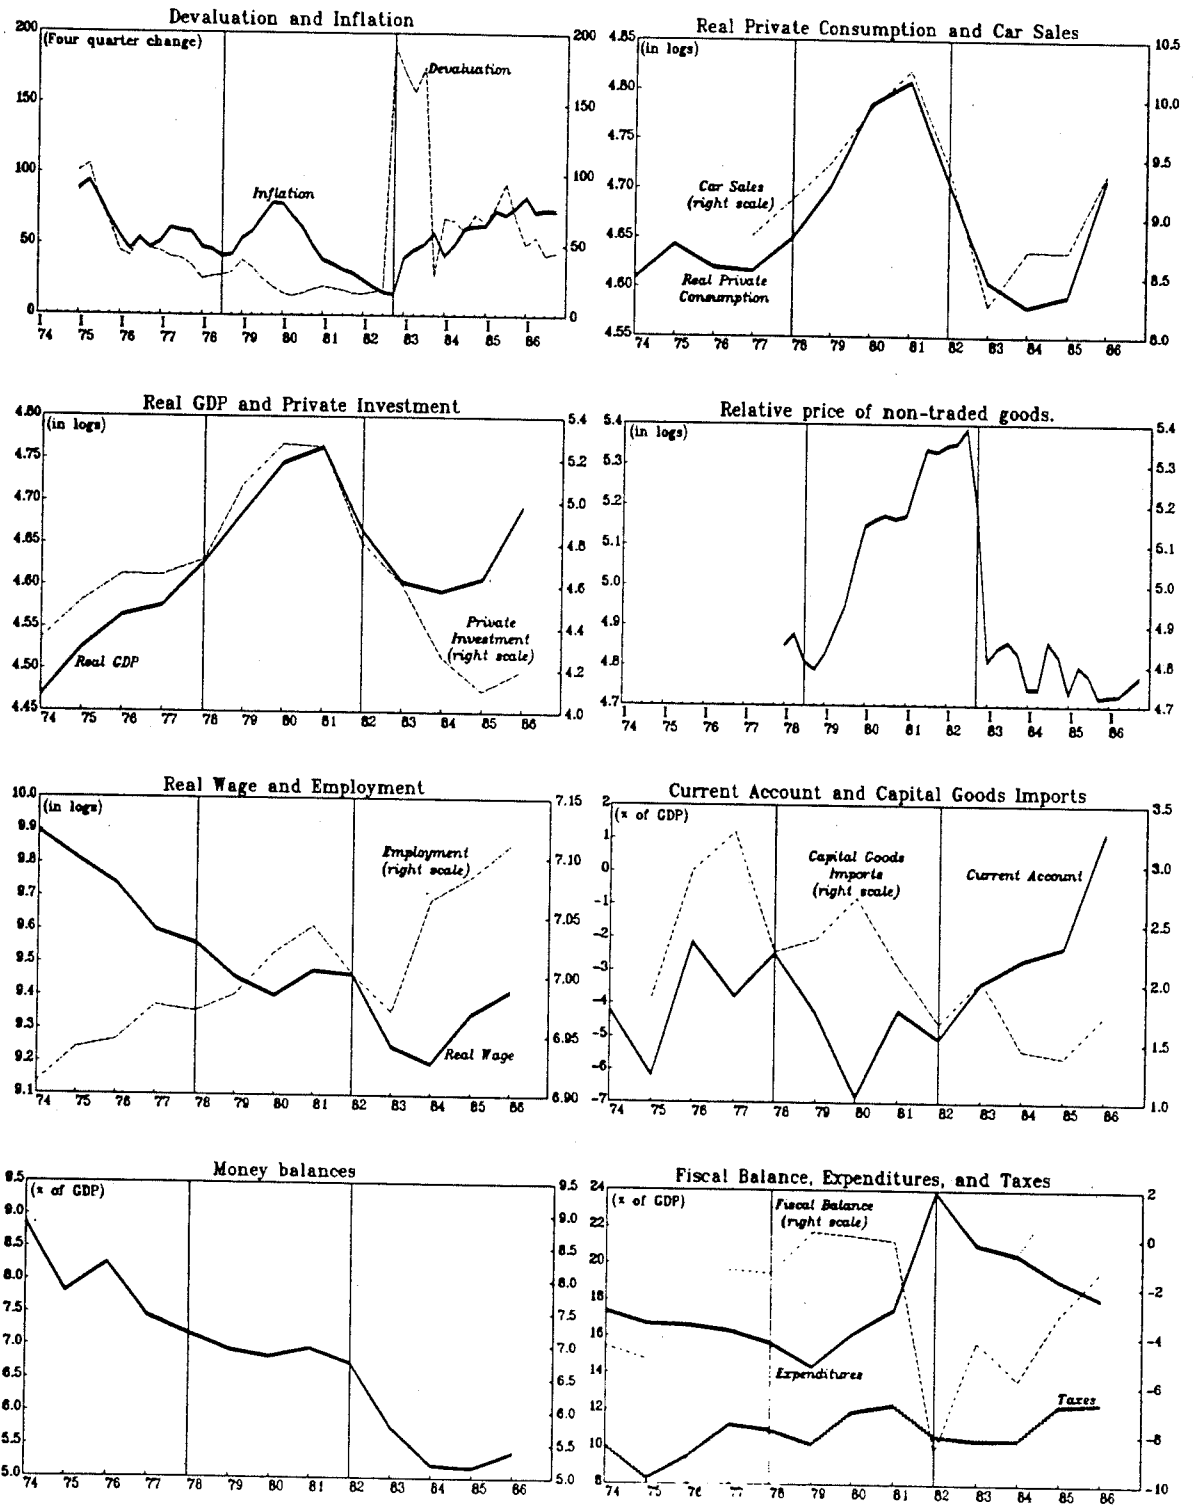 Devaluation and Inflation
200
(Four quarter change)
200
150
150
Devaluation
100
100
Inflation
50
50
0
0
I I I I I I I I I I I I I
74 75 76 77 78 79 80 81 82 83 84 85 86
Real Private Consumption and Car Sales
4.85
(in logs)
10.5
4.80
10.0
4.75
9.5
4.70
Car Sales
(right scale)
9.0
4.65
Real Private
Consumption
4.60
8.5
4.55
8.0
74 75 76 77 78 79 80 81 82 83 84 85 86
Real GDP and Private Investment
4.80
(in logs)
5.4
4.75
5.2
4.70
5.0
4.65
4.8
4.60
4.6
4.55
Private
Investment
(right scale)
4.4
4.50
Real GDP
4.2
4.45
4.0
74 75 76 77 78 79 80 81 82 83 84 85 86
Relative price of non-traded goods.
5.4
(in logs)
5.4
5.3
5.3
5.2
5.2
5.1
5.1
5.0
5.0
4.9
4.9
4.8
4.8
4.7
4.7
I I I I I I I I I I I I I
74 75 76 77 78 79 80 81 82 83 84 85 86
Real Wage and Employment
10.0
(in logs)
7.15
9.9
9.8
Employment
(right scale)
7.10
9.7
9.6
7.05
9.5
7.00
9.4
9.3
6.95
9.2
Real Wage
9.1
6.90
74 75 76 77 78 79 80 81 82 83 84 85 86
Current Account and Capital Goods Imports
2
(% of GDP)
3.5
1
0
Capital Goods
Imports
(right scale)
Current Account
3.0
-1
-2
2.5
-3
-4
2.0
-5
1.5
-6
-7
1.0
74 75 76 77 78 79 80 81 82 83 84 85 86
Money balances
9.5
(% of GDP)
9.5
9.0
9.0
8.5
8.5
8.0
8.0
7.5
7.5
7.0
7.0
6.5
6.5
6.0
6.0
5.5
5.5
5.0
5.0
74 75 76 77 78 79 80 81 82 83 84 85 86
Fiscal Balance, Expenditures, and Taxes
24
(% of GDP)
Fiscal Balance
(right scale)
2
22
0
20
-2
18
16
-4
14
Expenditures
-6
12
Taxes
10
-8
8
-10
74 75 76 77 78 79 80 81 82 83 84 85 86